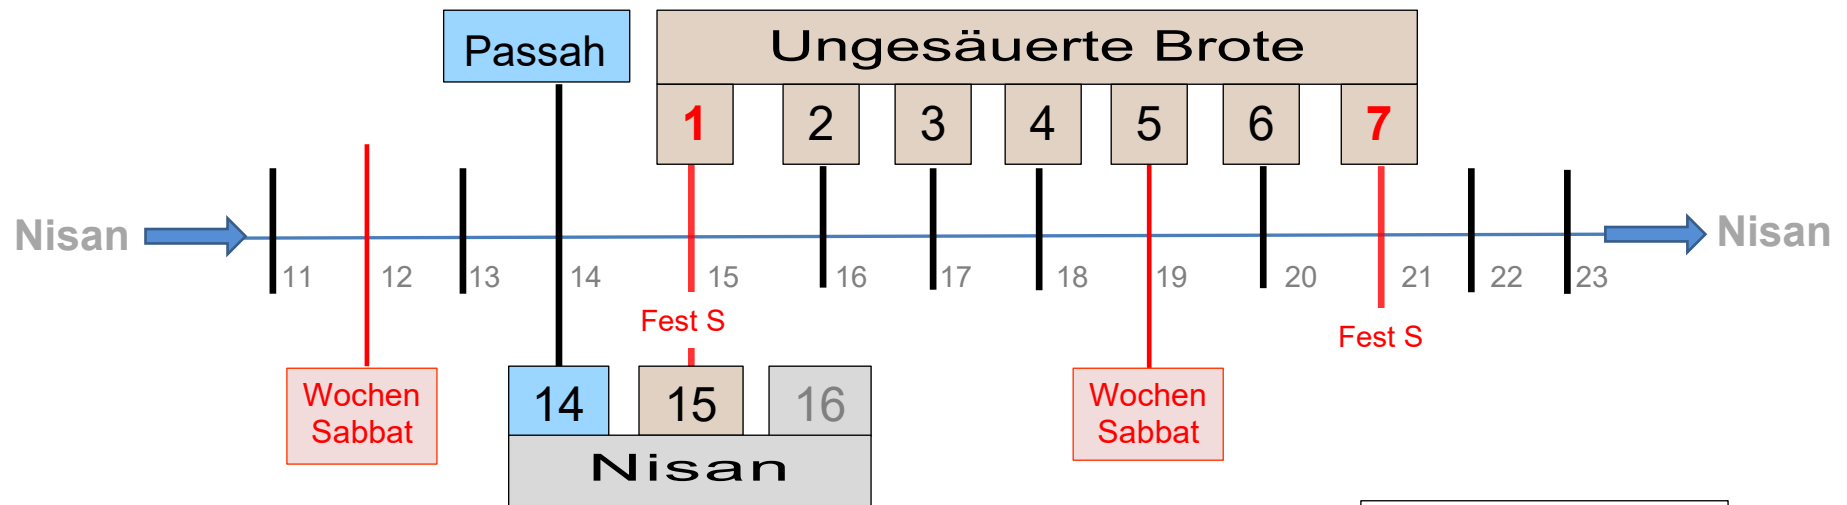 Passah
Ungesäuerte Brote
1 2 3 4 5 6 7
Nisan
Nisan
11 12 13 14 15 16 17 18 19 20 21 22 23
Fest S
Fest S
Wochen
Sabbat
14 15 16
Wochen
Sabbat
Nisan